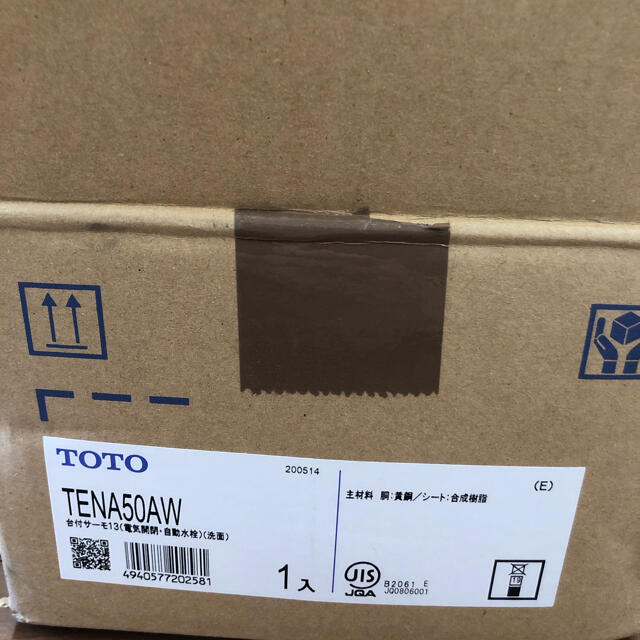 TOTO
200514
TENA50AW
台付サーモ13(電気開閉・自動水栓)(洗面)
4940577202581
1入
主材料 胴:黄銅/シート:合成樹脂
(E)
JIS
JQA
B2061 E
JQ0806001
10